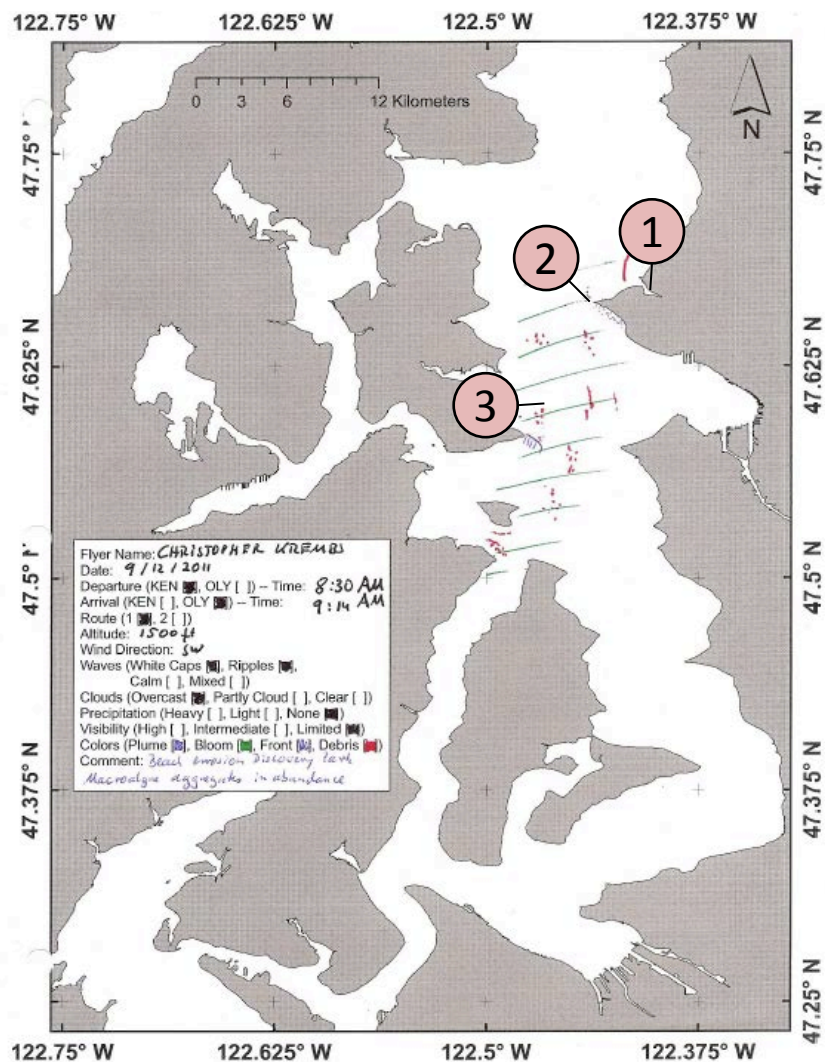 122.75° W 122.625° W 122.5° W 122.375° W
0 3 6 12 Kilometers
N
47.75° N
47.75° N
1
2
47.625° N
47.625° N
3
Flyer Name: CHRISTOPHER KREMBS
Date: 9/12/2011
Departure (KEN [ ], OLY [ ]) -- Time: 8:30 AM
Arrival (KEN [ ], OLY [ ]) -- Time: 9:14 AM
Route (1 [ ], 2 [ ])
Altitude: 1500 ft
Wind Direction: SW
Waves (White Caps [ ], Ripples [ ],
Calm [ ], Mixed [ ])
Clouds (Overcast [ ], Partly Cloud [ ], Clear [ ])
Precipitation (Heavy [ ], Light [ ], None [ ])
Visibility (High [ ], Intermediate [ ], Limited [ ])
Colors (Plume [ ], Bloom [ ], Front [ ], Debris [ ])
Comment: Beach erosion Discovery Park
Macroalgae aggregates in abundance
47.5° N
47.5° N
47.375° N
47.375° N
47.25° N
47.25° N
122.75° W 122.625° W 122.5° W 122.375° W